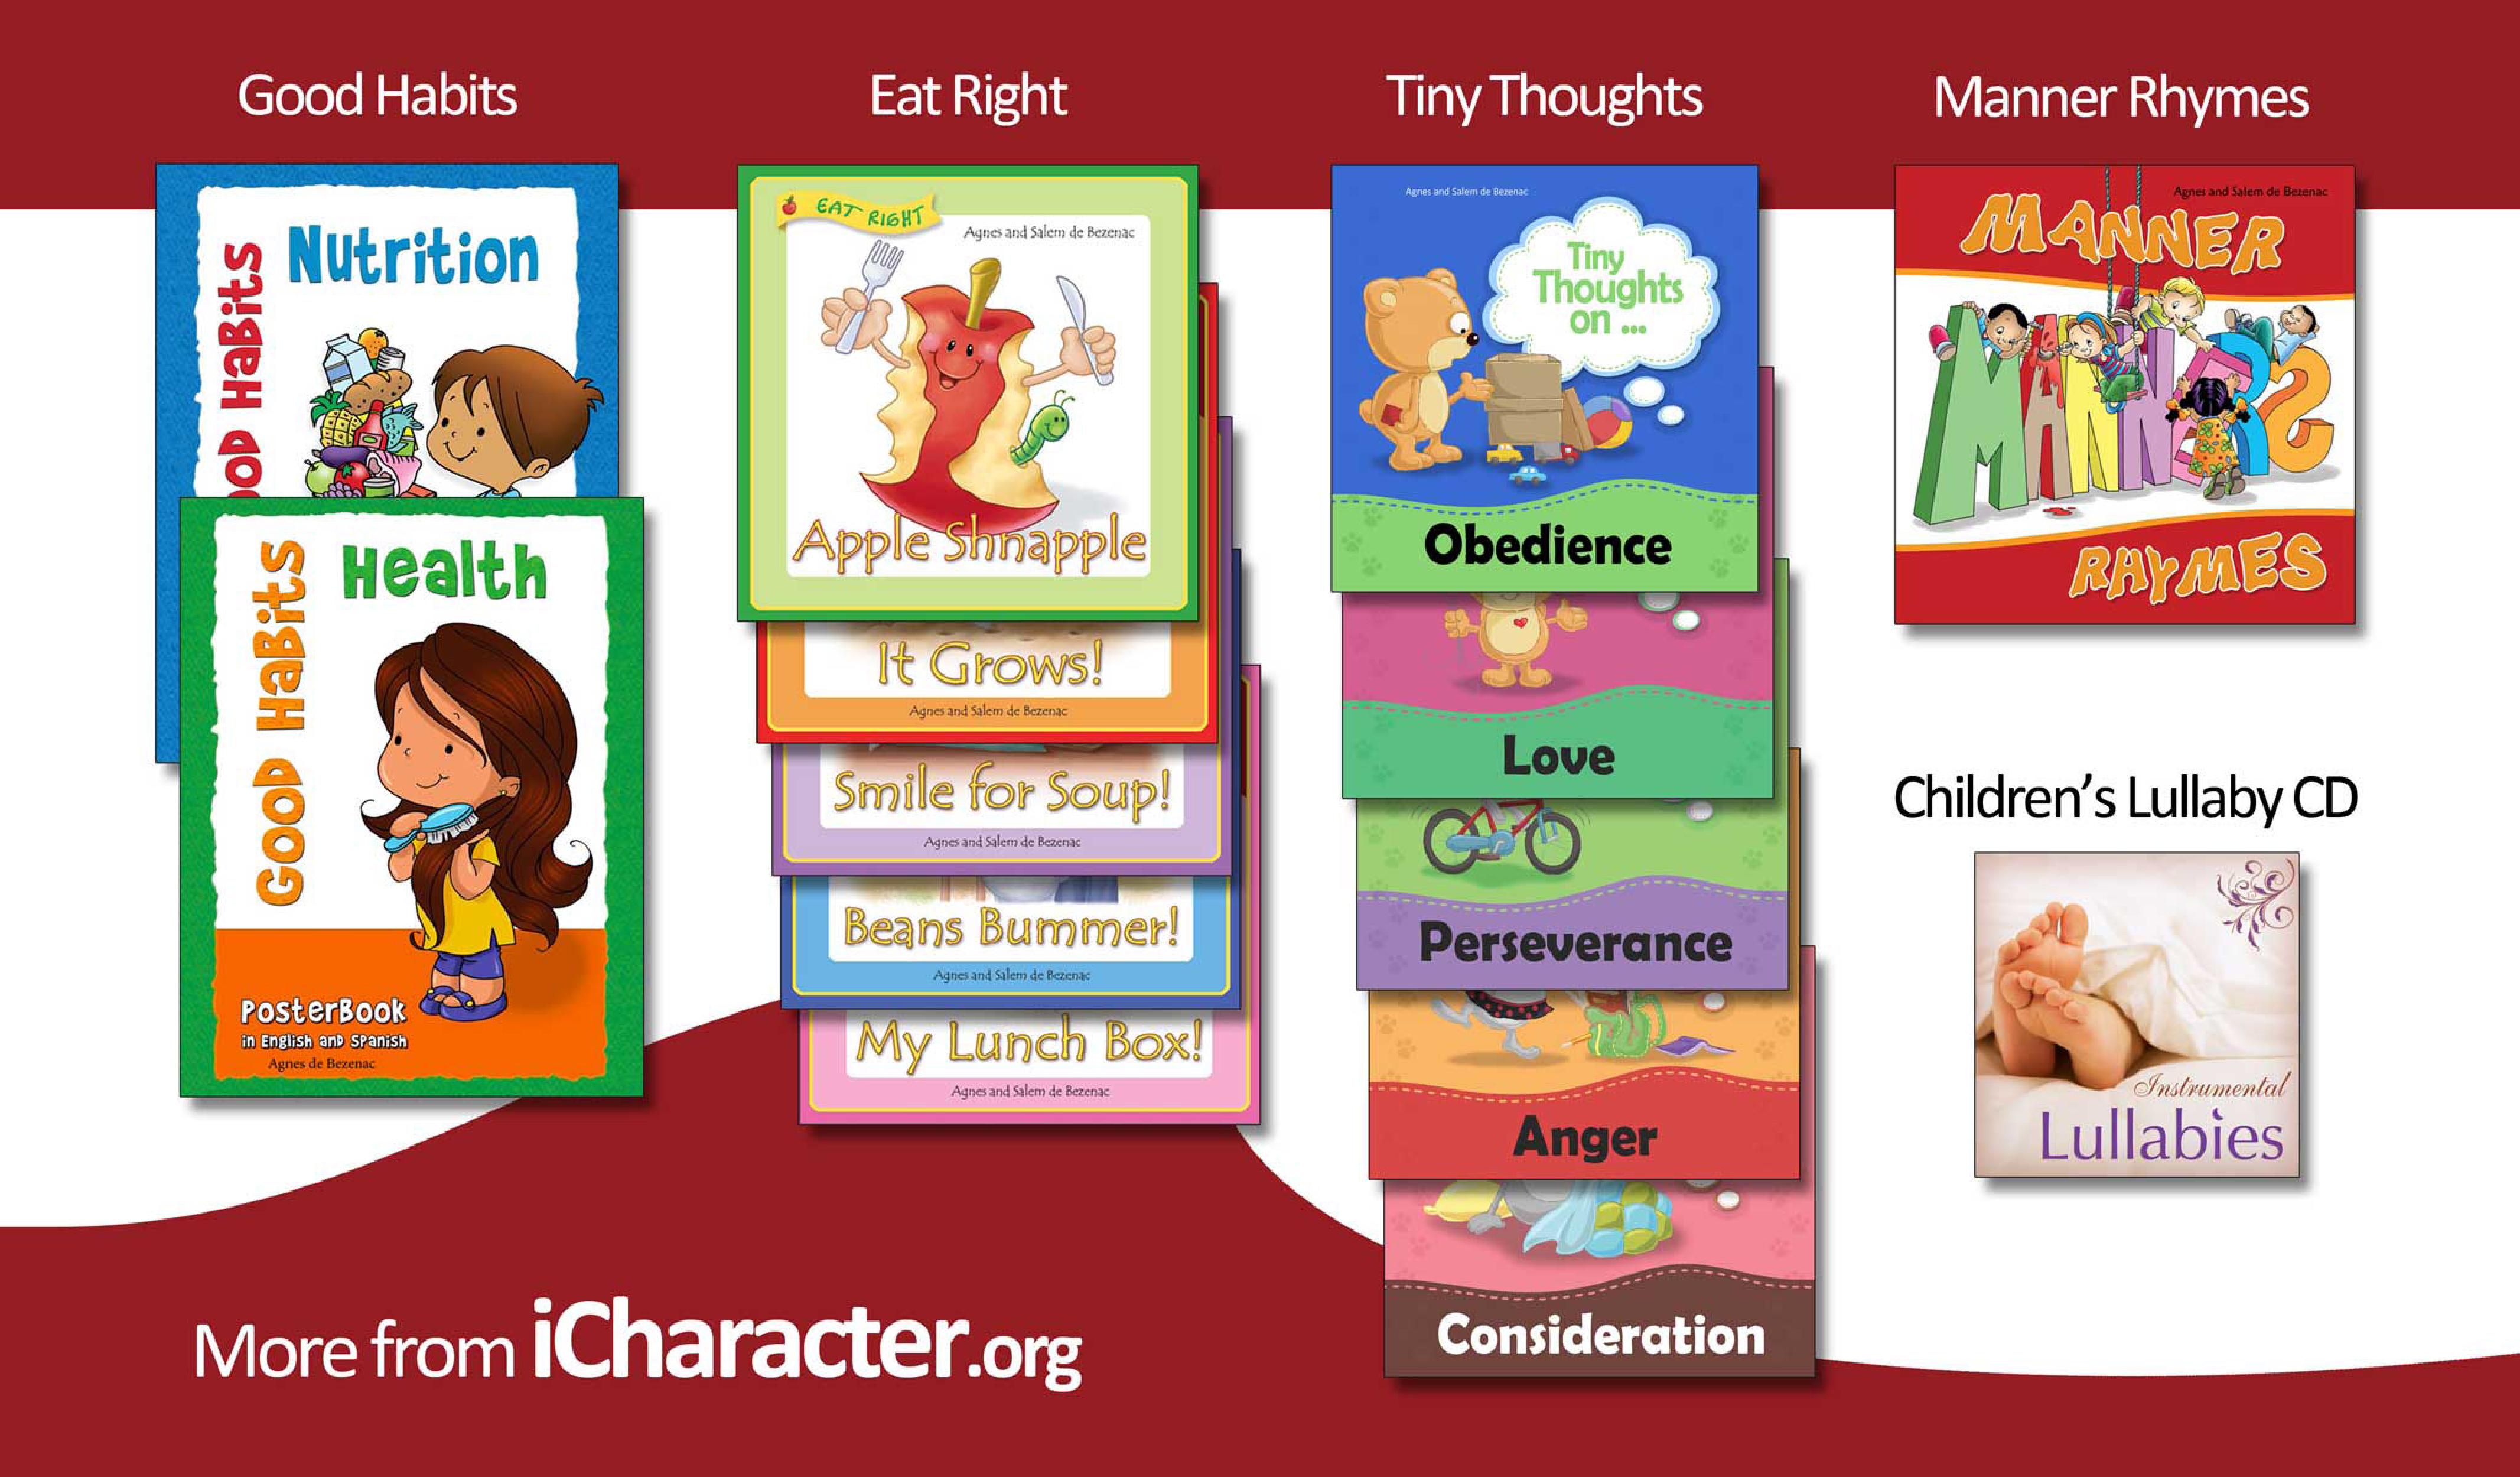 Good Habits
Nutrition
GOOD HABITS
Health
PosterBook
in English and Spanish
Agnes de Bezenac
Eat Right
EAT RIGHT
Agnes and Salem de Bezenac
Apple Shnapple
It Grows!
Agnes and Salem de Bezenac
Smile for Soup!
Agnes and Salem de Bezenac
Beans Bummer!
Agnes and Salem de Bezenac
My Lunch Box!
Agnes and Salem de Bezenac
Tiny Thoughts
Agnes and Salem de Bezenac
Tiny
Thoughts
on ...
Obedience
Love
Perseverance
Anger
Consideration
Manner Rhymes
Agnes and Salem de Bezenac
MANNER
MANNERS
RHYMES
Children's Lullaby CD
Instrumental
Lullabies
More from iCharacter.org